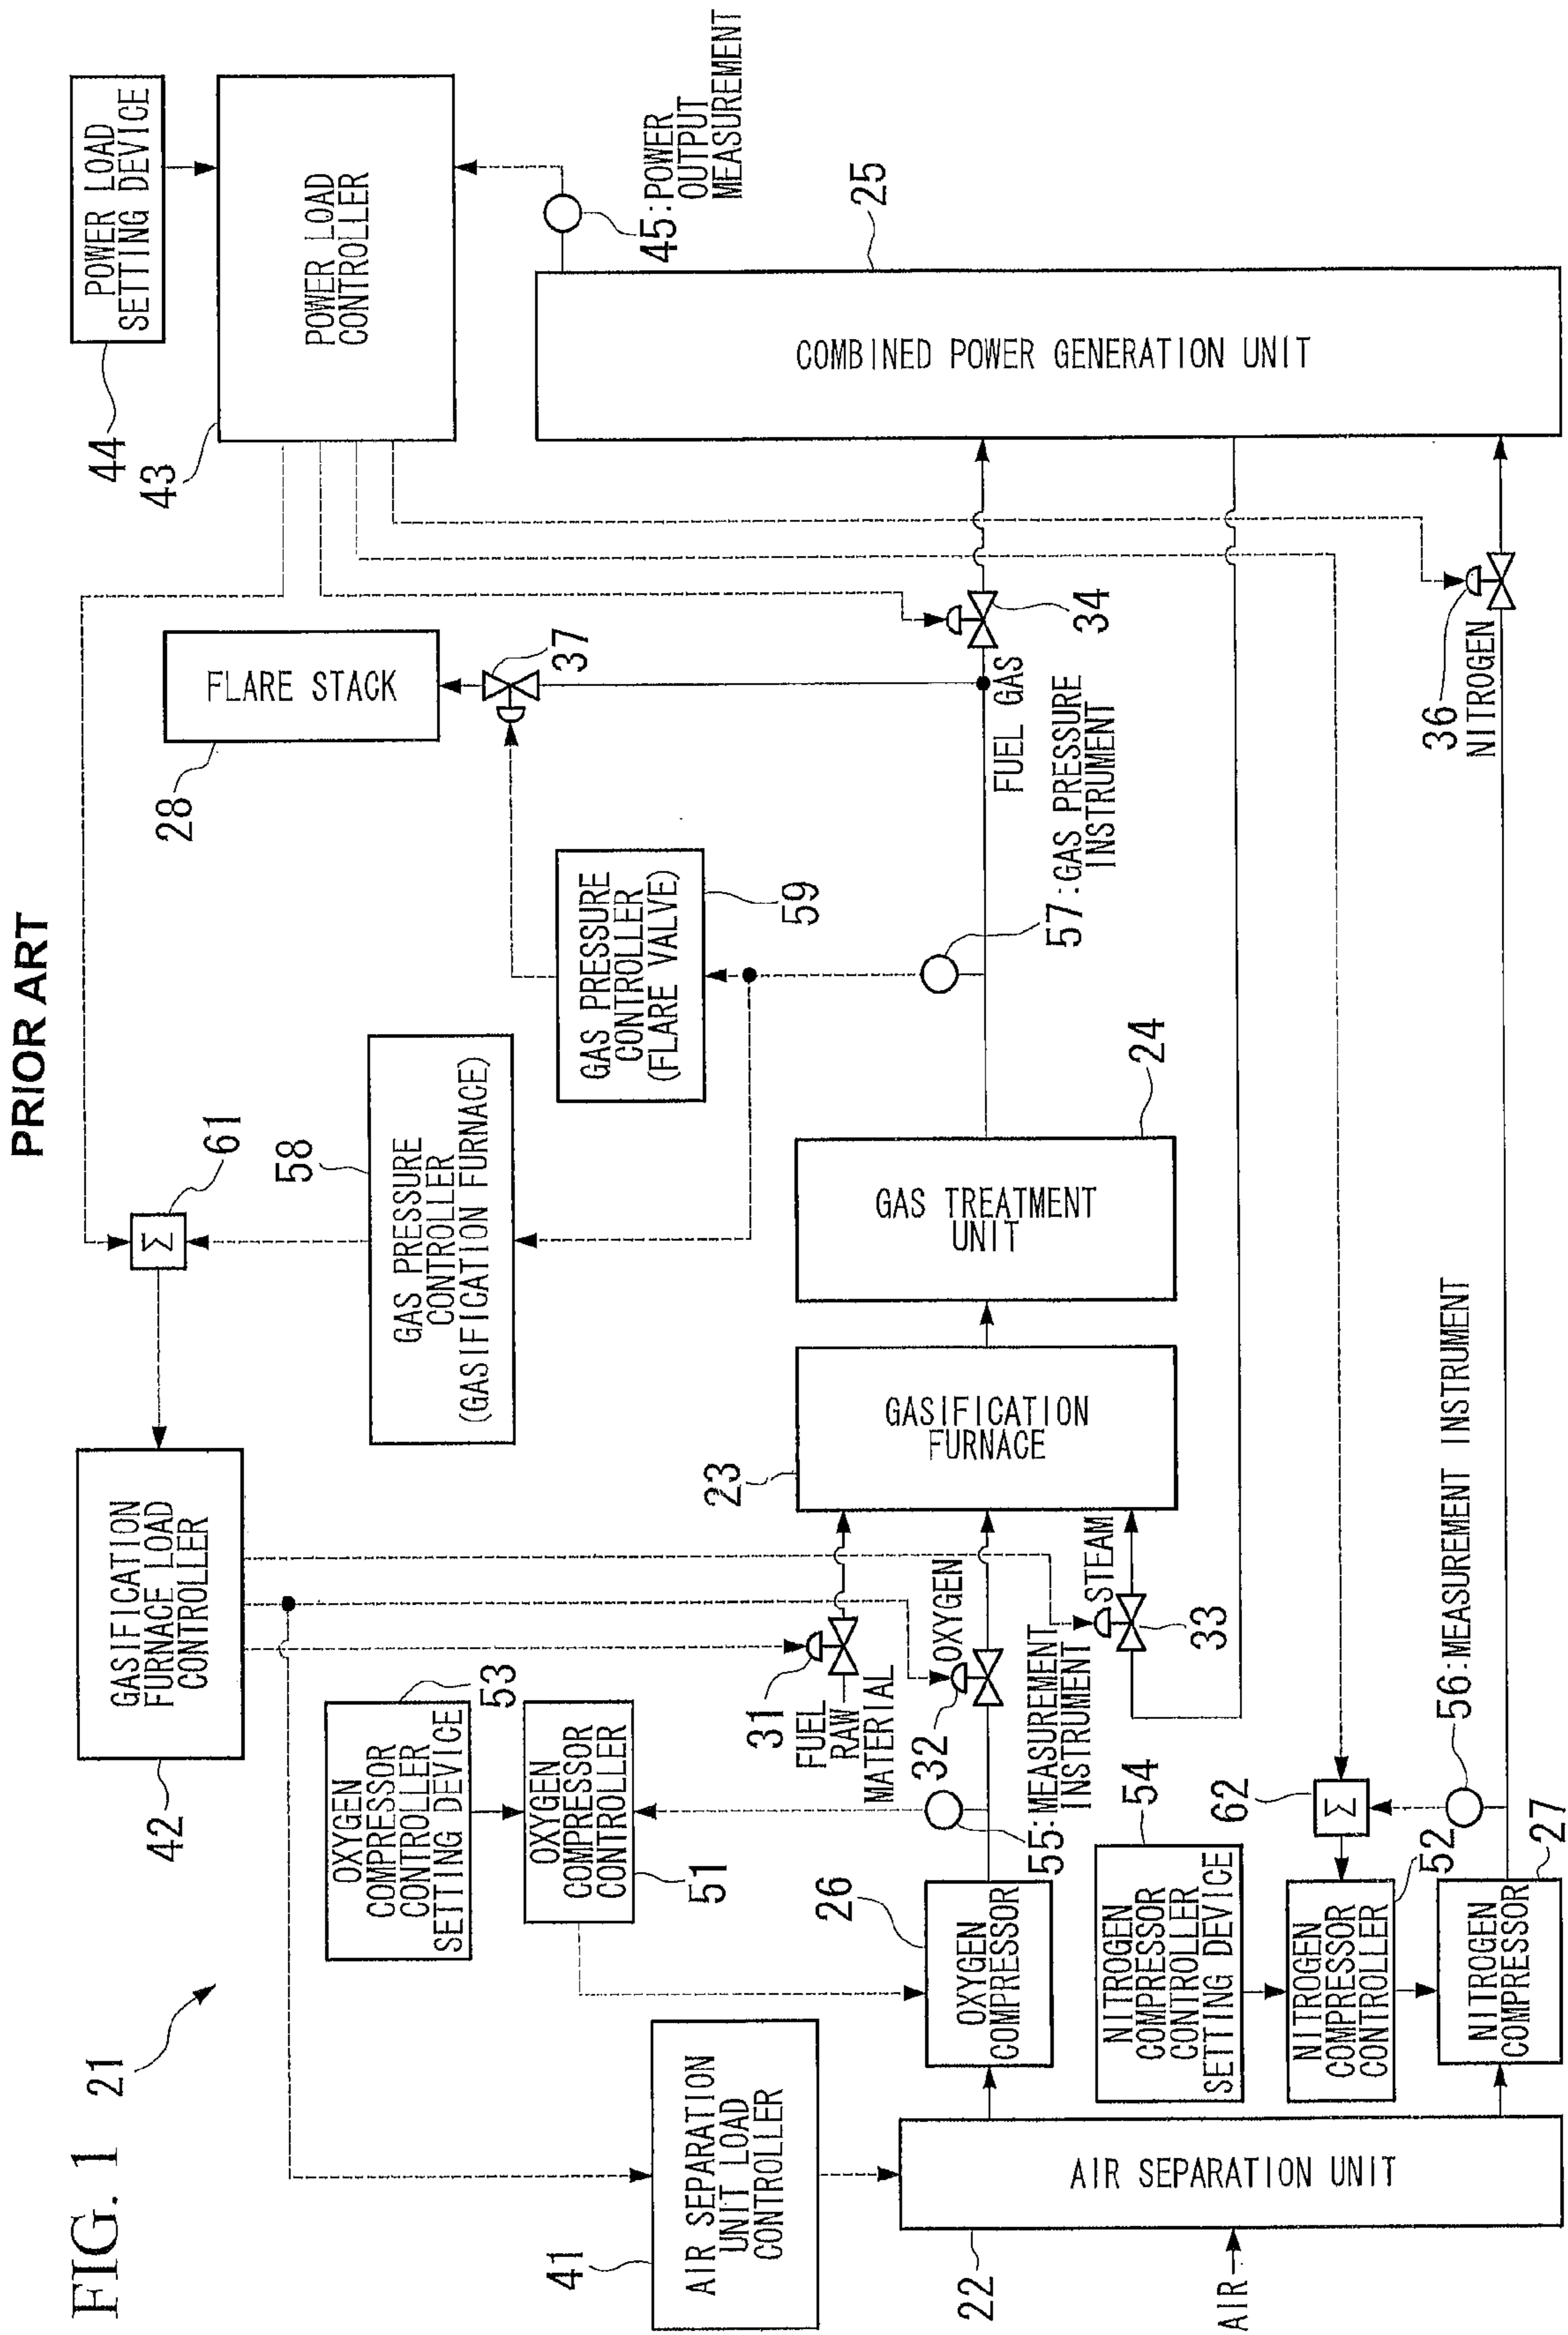 PRIOR ART
FIG. 1
21
44
POWER LOAD
SETTING DEVICE
43
POWER LOAD
CONTROLLER
45:POWER
OUTPUT
MEASUREMENT
25
COMBINED POWER GENERATION UNIT
28
FLARE STACK
37
34
FUEL GAS
36
NITROGEN
59
GAS PRESSURE
CONTROLLER
(FLARE VALVE)
57:GAS PRESSURE
INSTRUMENT
61
Σ
58
GAS PRESSURE
CONTROLLER
(GASIFICATION FURNACE)
24
GAS TREATMENT
UNIT
23
GASIFICATION
FURNACE
42
GASIFICATION
FURNACE LOAD
CONTROLLER
53
OXYGEN
COMPRESSOR
CONTROLLER
SETTING DEVICE
51
OXYGEN
COMPRESSOR
CONTROLLER
31
FUEL
RAW
MATERIAL
32
OXYGEN
STEAM
33
55:MEASUREMENT
INSTRUMENT
26
OXYGEN
COMPRESSOR
54
NITROGEN
COMPRESSOR
CONTROLLER
SETTING DEVICE
62
Σ
56:MEASUREMENT INSTRUMENT
52
NITROGEN
COMPRESSOR
CONTROLLER
27
NITROGEN
COMPRESSOR
41
AIR SEPARATION
UNIT LOAD
CONTROLLER
22
AIR SEPARATION UNIT
AIR